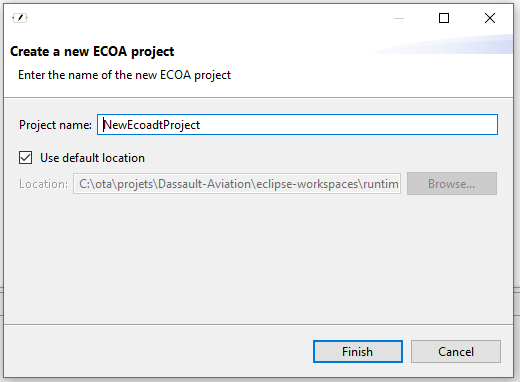 Create a new ECOA project
Enter the name of the new ECOA project
Project name: NewEcoadtProject
Use default location
Location: C:\ota\projets\Dassault-Aviation\eclipse-workspaces\runtim Browse...
Finish Cancel